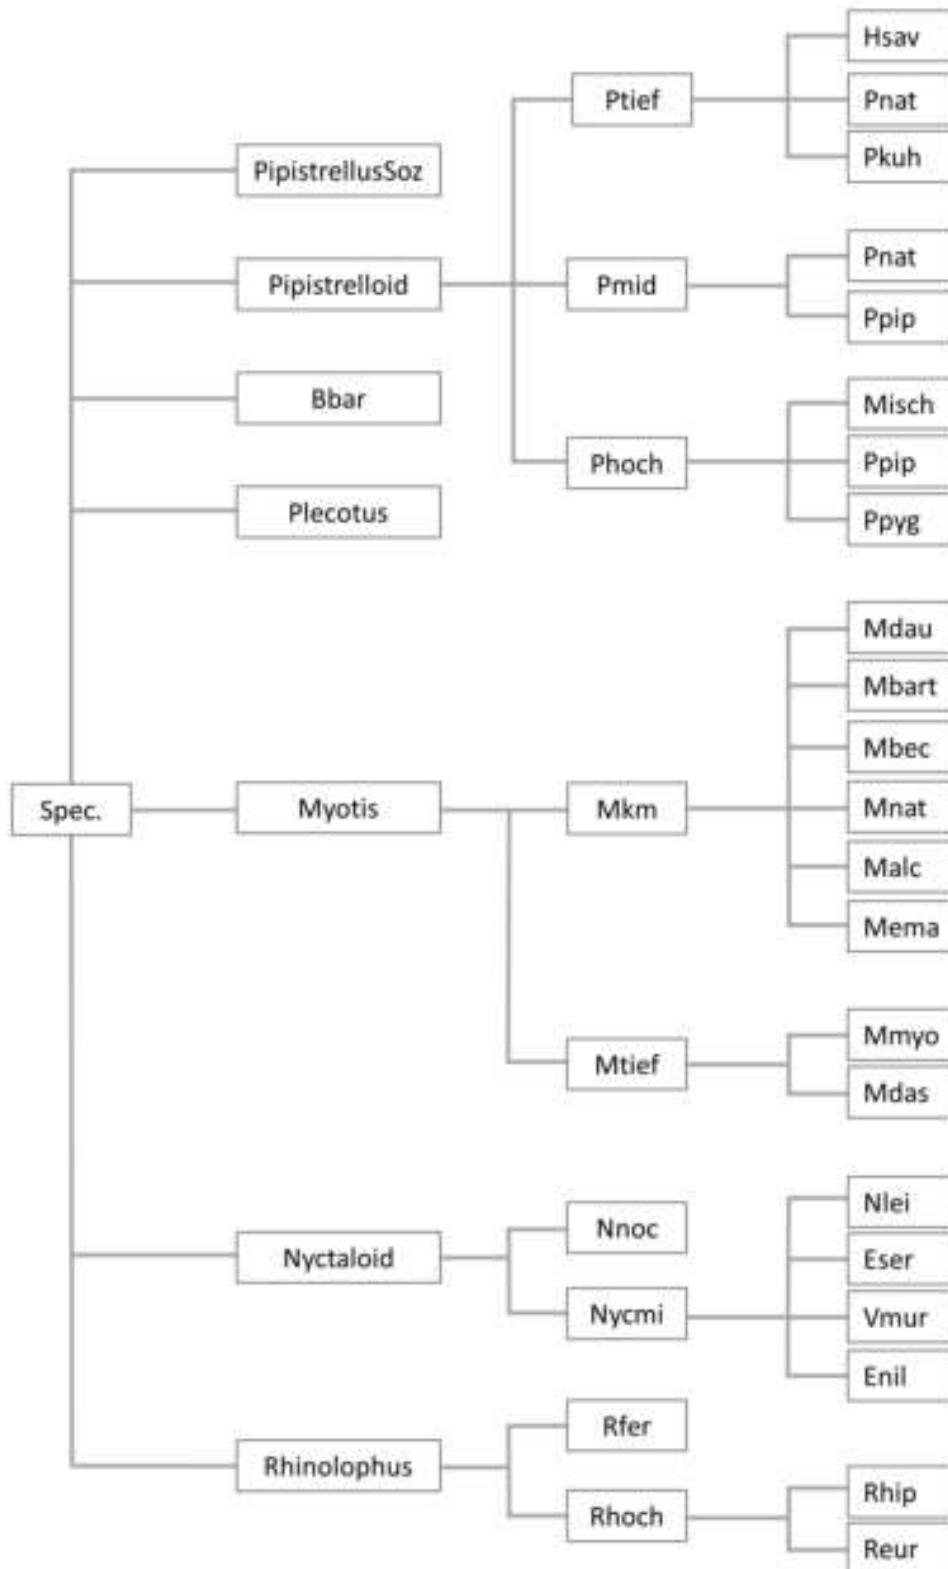 Spec.
PipistrellusSoz
Pipistrelloid
Ptief
Hsav
Pnat
Pkuh
Pmid
Pnat
Ppip
Phoch
Misch
Ppip
Ppyg
Bbar
Plecotus
Myotis
Mkm
Mdau
Mbart
Mbec
Mnat
Malc
Mema
Mtief
Mmyo
Mdas
Nyctaloid
Nnoc
Nycmi
Nlei
Eser
Vmur
Enil
Rhinolophus
Rfer
Rhoch
Rhip
Reur